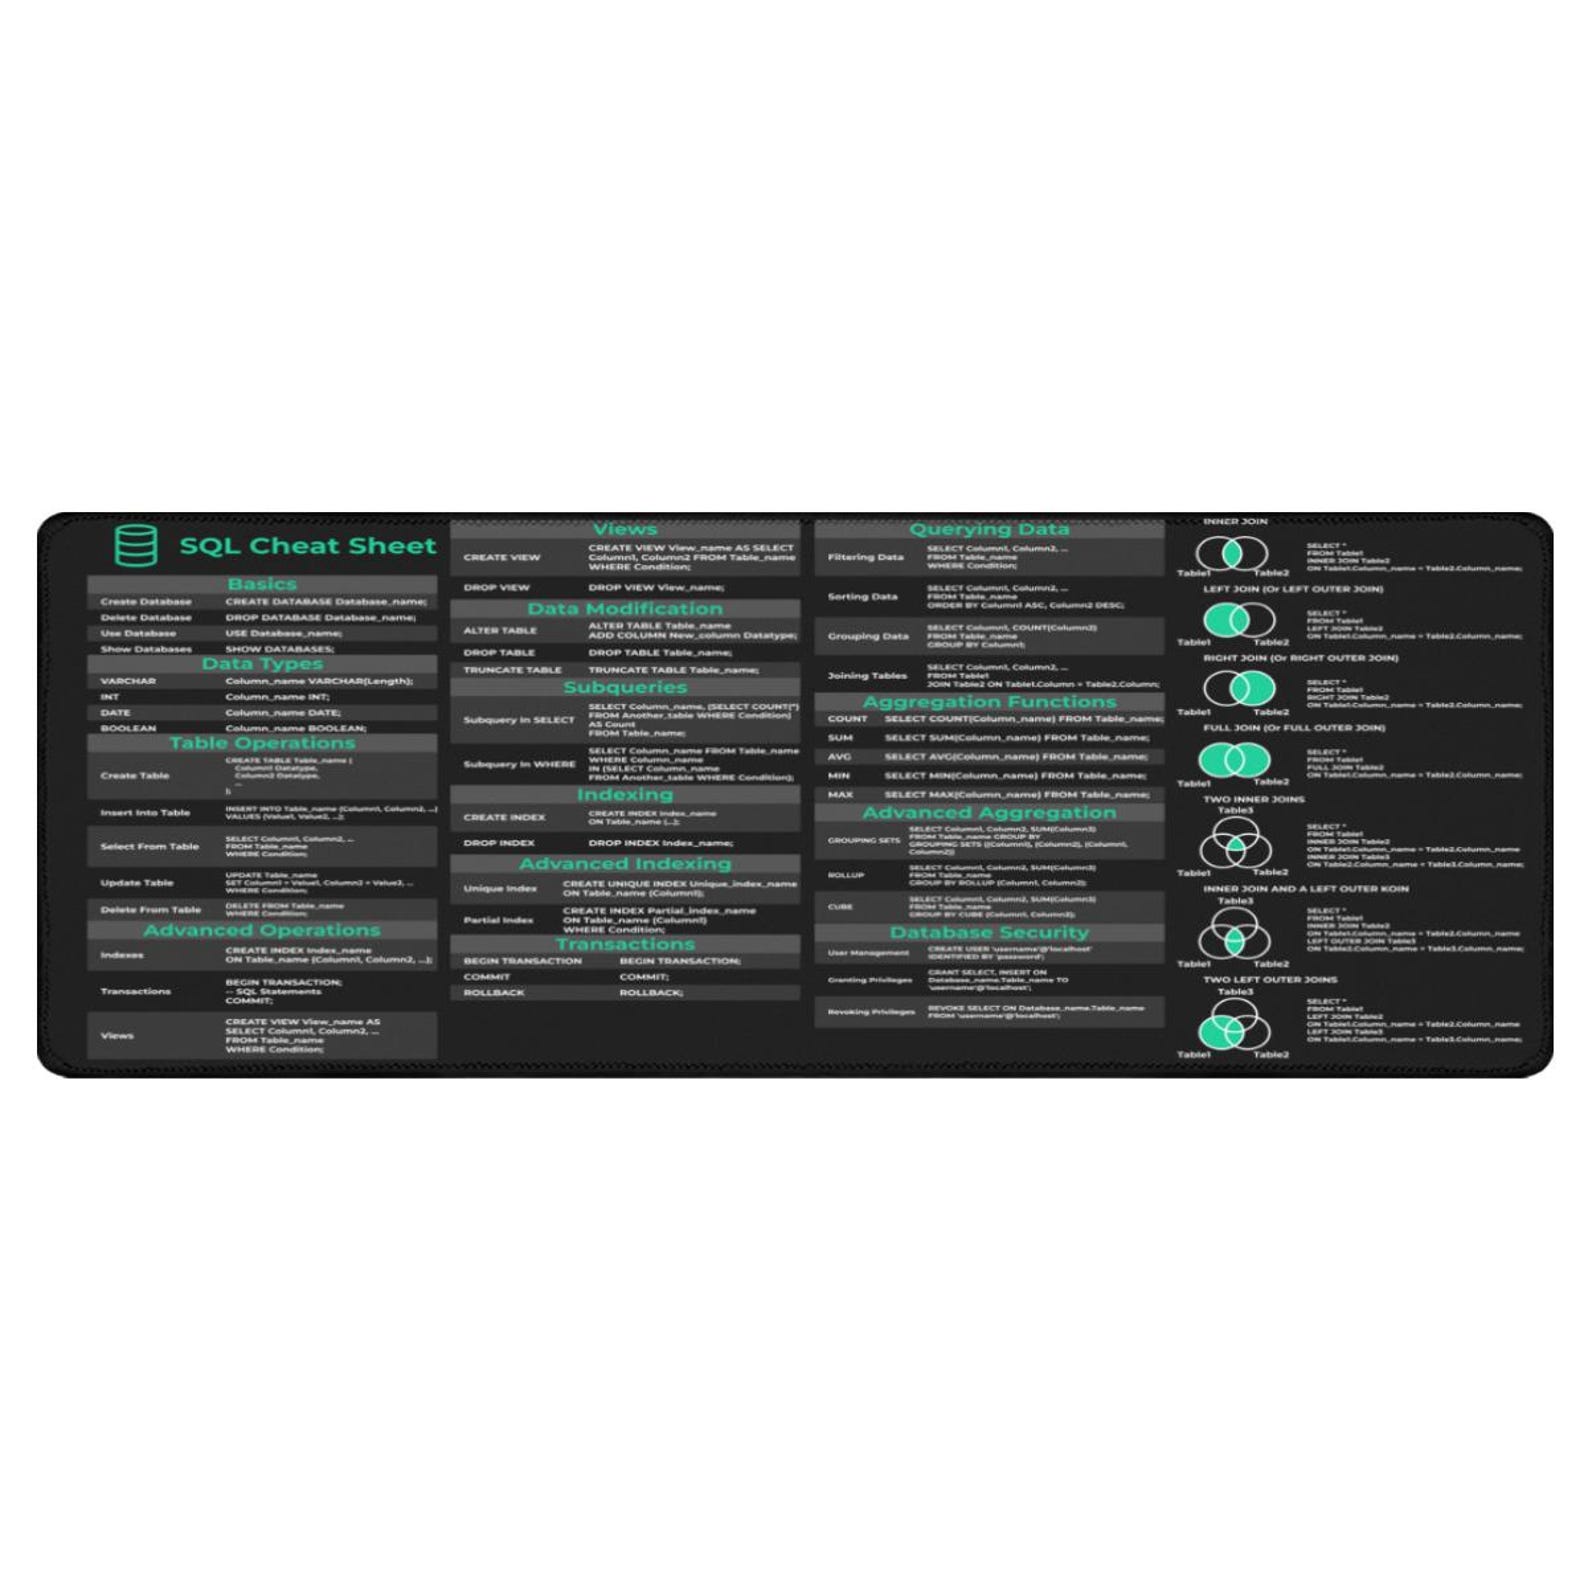 SQL Cheat Sheet
Basics
Create Database CREATE DATABASE Database_name;
Delete Database DROP DATABASE Database_name;
Use Database USE Database_name;
Show Databases SHOW DATABASES;
Data Types
VARCHAR Column_name VARCHAR(Length);
INT Column_name INT;
DATE Column_name DATE;
BOOLEAN Column_name BOOLEAN;
Table Operations
Create Table
CREATE TABLE Table_name (
Column1 Datatype,
Column2 Datatype,
...
);
Insert Into Table
INSERT INTO Table_name (Column1, Column2, ...)
VALUES (Value1, Value2, ...);
Select From Table
SELECT Column1, Column2, ...
FROM Table_name
WHERE Condition;
Update Table
UPDATE Table_name
SET Column1 = Value1, Column2 = Value2, ...
WHERE Condition;
Delete From Table
DELETE FROM Table_name
WHERE Condition;
Advanced Operations
Indexes
CREATE INDEX Index_name
ON Table_name (Column1, Column2, ...);
Transactions
BEGIN TRANSACTION;
-- SQL Statements
COMMIT;
Views
CREATE VIEW View_name AS
SELECT Column1, Column2, ...
FROM Table_name
WHERE Condition;
Views
CREATE VIEW
CREATE VIEW View_name AS SELECT
Column1, Column2 FROM Table_name
WHERE Condition;
DROP VIEW DROP VIEW View_name;
Data Modification
ALTER TABLE
ALTER TABLE Table_name
ADD COLUMN New_column Datatype;
DROP TABLE DROP TABLE Table_name;
TRUNCATE TABLE TRUNCATE TABLE Table_name;
Subqueries
Subquery In SELECT
SELECT Column_name, (SELECT COUNT(*)
FROM Another_table WHERE Condition)
AS Count
FROM Table_name;
Subquery In WHERE
SELECT Column_name FROM Table_name
WHERE Column_name
IN (SELECT Column_name
FROM Another_table WHERE Condition);
Indexing
CREATE INDEX
CREATE INDEX Index_name
ON Table_name (...);
DROP INDEX DROP INDEX Index_name;
Advanced Indexing
Unique Index
CREATE UNIQUE INDEX Unique_index_name
ON Table_name (Column1);
Partial Index
CREATE INDEX Partial_index_name
ON Table_name (Column1)
WHERE Condition;
Transactions
BEGIN TRANSACTION BEGIN TRANSACTION;
COMMIT COMMIT;
ROLLBACK ROLLBACK;
Querying Data
Filtering Data
SELECT Column1, Column2, ...
FROM Table_name
WHERE Condition;
Sorting Data
SELECT Column1, Column2, ...
FROM Table_name
ORDER BY Column1 ASC, Column2 DESC;
Grouping Data
SELECT Column1, COUNT(Column2)
FROM Table_name
GROUP BY Column1;
Joining Tables
SELECT Column1, Column2, ...
FROM Table1
JOIN Table2 ON Table1.Column = Table2.Column;
Aggregation Functions
COUNT SELECT COUNT(Column_name) FROM Table_name;
SUM SELECT SUM(Column_name) FROM Table_name;
AVG SELECT AVG(Column_name) FROM Table_name;
MIN SELECT MIN(Column_name) FROM Table_name;
MAX SELECT MAX(Column_name) FROM Table_name;
Advanced Aggregation
GROUPING SETS
SELECT Column1, Column2, SUM(Column3)
FROM Table_name GROUP BY
GROUPING SETS ((Column1), (Column2), (Column1,
Column2))
ROLLUP
SELECT Column1, Column2, SUM(Column3)
FROM Table_name
GROUP BY ROLLUP (Column1, Column2);
CUBE
SELECT Column1, Column2, SUM(Column3)
FROM Table_name
GROUP BY CUBE (Column1, Column2);
Database Security
User Management
CREATE USER 'username'@'localhost'
IDENTIFIED BY 'password';
Granting Privileges
GRANT SELECT, INSERT ON
Database_name.Table_name TO
'username'@'localhost';
Revoking Privileges
REVOKE SELECT ON Database_name.Table_name
FROM 'username'@'localhost';
INNER JOIN
Table1 Table2
SELECT *
FROM Table1
INNER JOIN Table2
ON Table1.Column_name = Table2.Column_name;
LEFT JOIN (Or LEFT OUTER JOIN)
Table1 Table2
SELECT *
FROM Table1
LEFT JOIN Table2
ON Table1.Column_name = Table2.Column_name;
RIGHT JOIN (Or RIGHT OUTER JOIN)
Table1 Table2
SELECT *
FROM Table1
RIGHT JOIN Table2
ON Table1.Column_name = Table2.Column_name;
FULL JOIN (Or FULL OUTER JOIN)
Table1 Table2
SELECT *
FROM Table1
FULL JOIN Table2
ON Table1.Column_name = Table2.Column_name;
TWO INNER JOINS
Table3
Table1 Table2
SELECT *
FROM Table1
INNER JOIN Table2
ON Table1.Column_name = Table2.Column_name
INNER JOIN Table3
ON Table2.Column_name = Table3.Column_name;
INNER JOIN AND A LEFT OUTER KOIN
Table3
Table1 Table2
SELECT *
FROM Table1
INNER JOIN Table2
ON Table1.Column_name = Table2.Column_name
LEFT OUTER JOIN Table3
ON Table2.Column_name = Table3.Column_name;
TWO LEFT OUTER JOINS
Table3
Table1 Table2
SELECT *
FROM Table1
LEFT JOIN Table2
ON Table1.Column_name = Table2.Column_name
LEFT JOIN Table3
ON Table1.Column_name = Table3.Column_name;